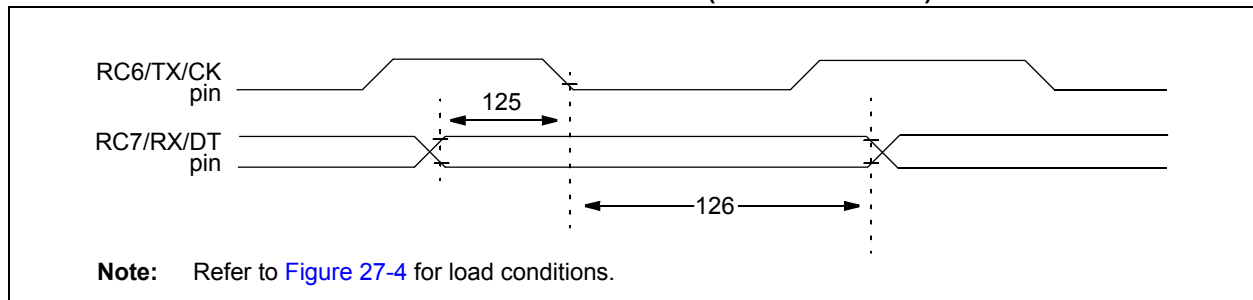 RC6/TX/CK
pin
125
RC7/RX/DT
pin
126
Note: Refer to Figure 27-4 for load conditions.